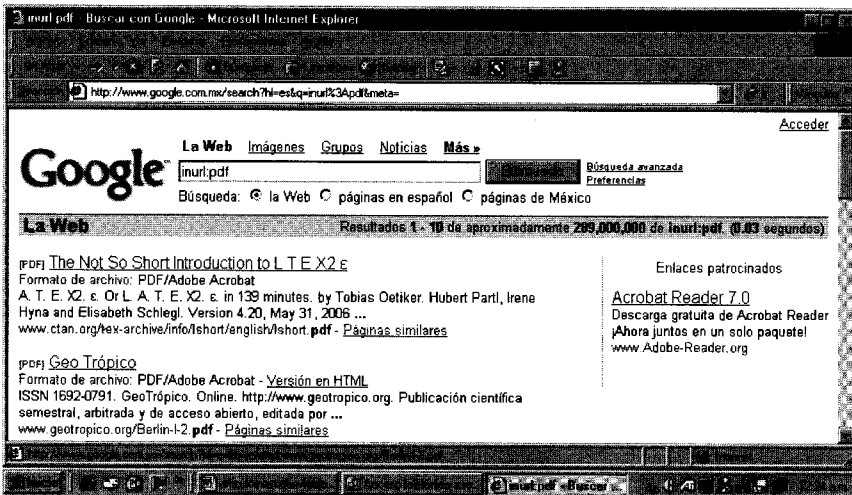 inurl:pdf - Buscar con Google - Microsoft Internet Explorer
http://www.google.com.mx/search?hl=es&q=inurl%3Apdf&meta=
Acceder
La Web Imágenes Grupos Noticias Más »
Google
inurl:pdf
Búsqueda avanzada
Preferencias
Búsqueda: la Web páginas en español páginas de México
La Web Resultados 1 - 10 de aproximadamente 289,000,000 de inurl:pdf. (0.03 segundos)
[PDF] The Not So Short Introduction to L T E X2 ε
Formato de archivo: PDF/Adobe Acrobat
A. T. E. X2. ε. Or L. A. T. E. X2. ε. in 139 minutes. by Tobias Oetiker. Hubert Partl, Irene
Hyna and Elisabeth Schlegl. Version 4.20, May 31, 2006 ...
www.ctan.org/tex-archive/info/lshort/english/lshort.pdf - Páginas similares
[PDF] Geo Trópico
Formato de archivo: PDF/Adobe Acrobat - Versión en HTML
ISSN 1692-0791. GeoTrópico. Online. http://www.geotropico.org. Publicación científica
semestral, arbitrada y de acceso abierto, editada por ...
www.geotropico.org/Berlin-I-2.pdf - Páginas similares
Enlaces patrocinados
Acrobat Reader 7.0
Descarga gratuita de Acrobat Reader
¡Ahora juntos en un solo paquete!
www.Adobe-Reader.org
inurl:pdf - Buscar c...